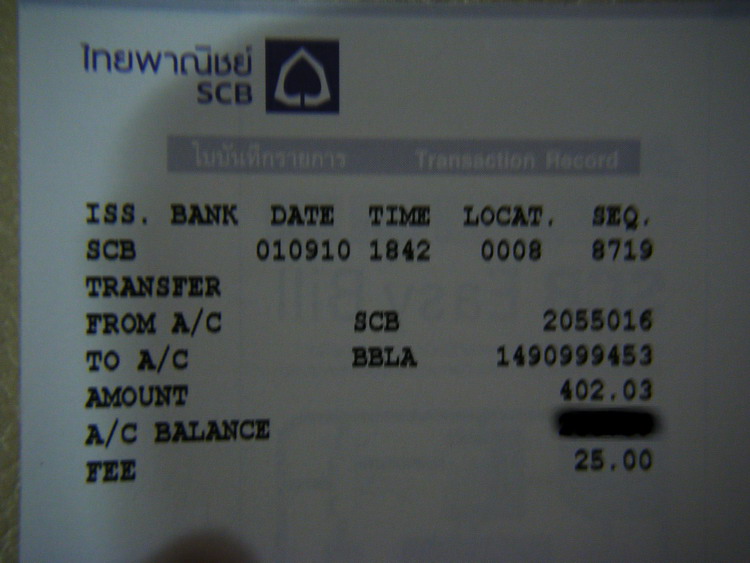 ไทยพาณิชย์
SCB
ใบบันทึกรายการ Transaction Record
ISS. BANK DATE TIME LOCAT. SEQ.
SCB 010910 1842 0008 8719
TRANSFER
FROM A/C SCB 2055016
TO A/C BBLA 1490999453
AMOUNT 402.03
A/C BALANCE
FEE 25.00
Easy Bill